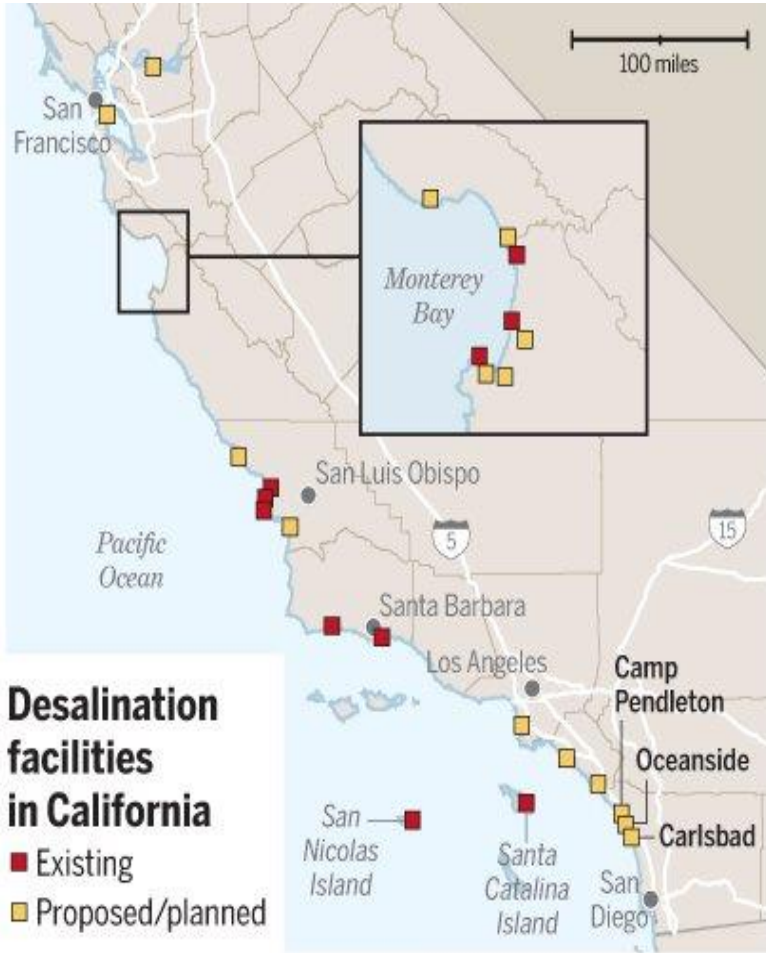 100 miles
San
Francisco
Monterey
Bay
San Luis Obispo
5
15
Pacific
Ocean
Santa Barbara
Los Angeles
Camp
Pendleton
Oceanside
Carlsbad
San
Nicolas
Island
Santa
Catalina
Island
San
Diego
Desalination
facilities
in California
Existing
Proposed/planned